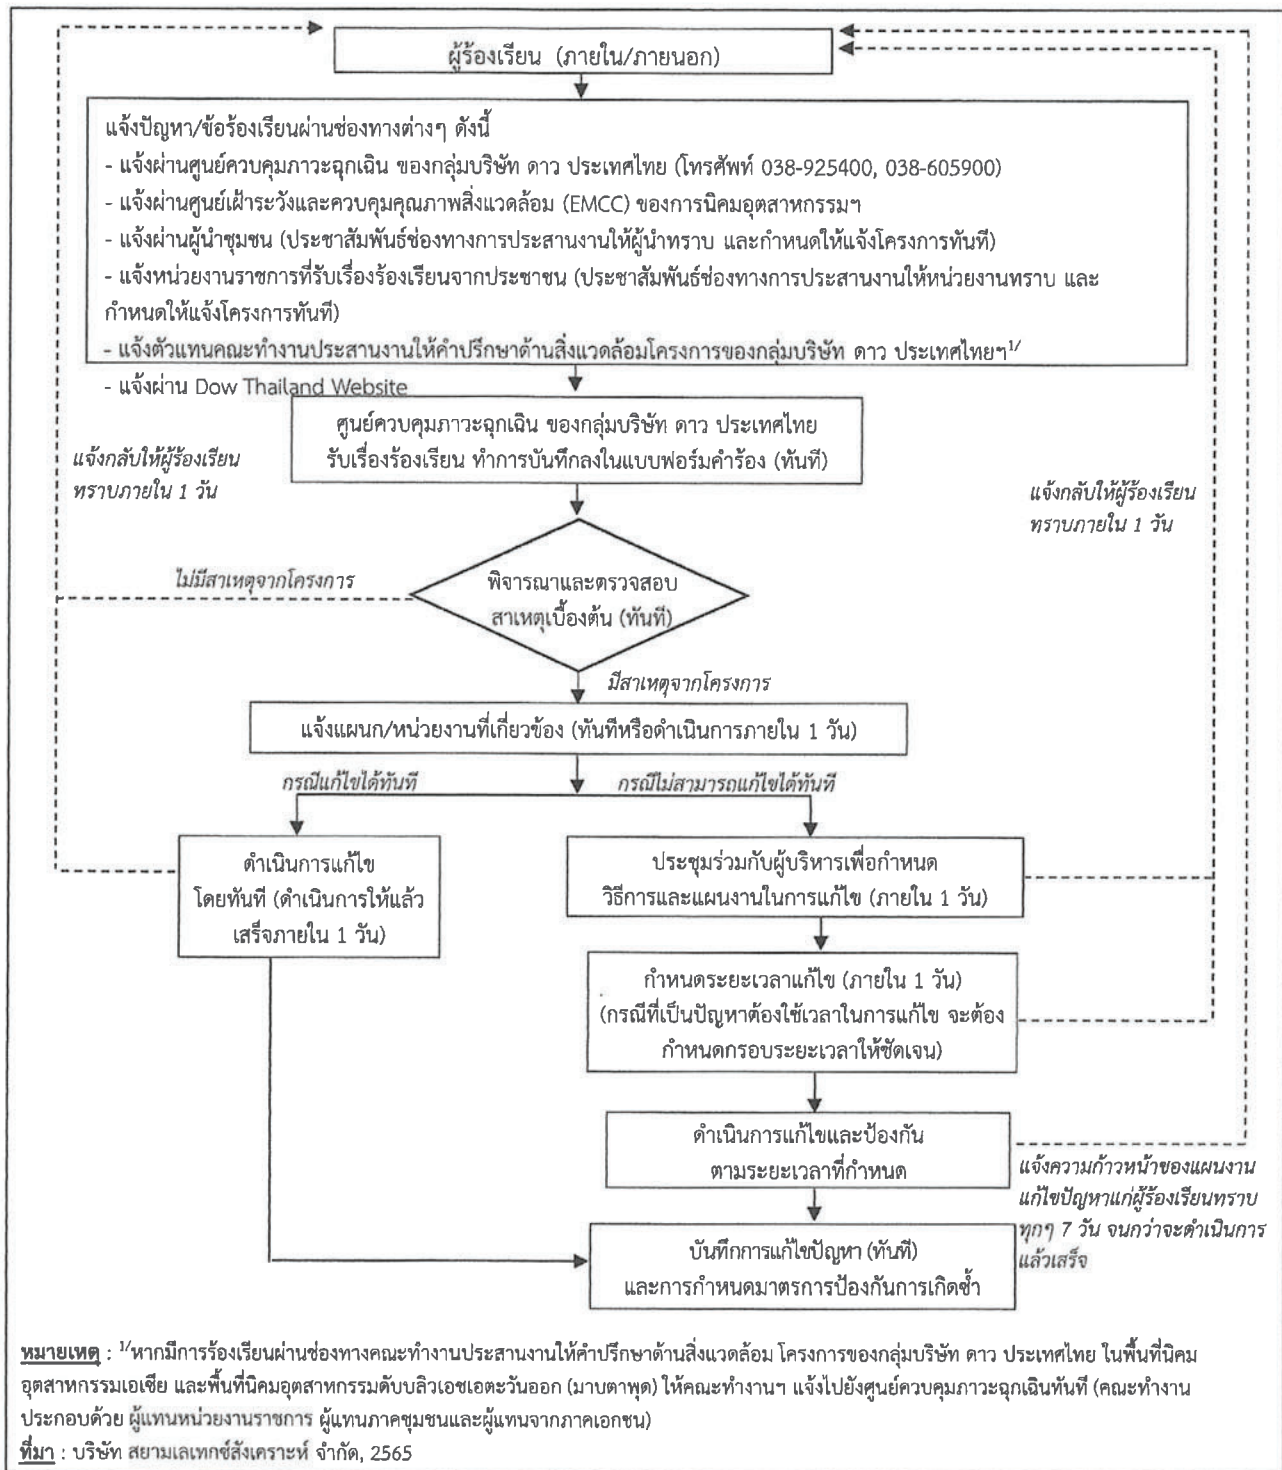 ผู้ร้องเรียน (ภายใน/ภายนอก)
แจ้งปัญหา/ข้อร้องเรียนผ่านช่องทางต่างๆ ดังนี้
- แจ้งผ่านศูนย์ควบคุมภาวะฉุกเฉิน ของกลุ่มบริษัท ดาว ประเทศไทย (โทรศัพท์ 038-925400, 038-605900)
- แจ้งผ่านศูนย์เฝ้าระวังและควบคุมคุณภาพสิ่งแวดล้อม (EMCC) ของการนิคมอุตสาหกรรมฯ
- แจ้งผ่านผู้นำชุมชน (ประชาสัมพันธ์ช่องทางการประสานงานให้ผู้นำทราบ และกำหนดให้แจ้งโครงการทันที)
- แจ้งหน่วยงานราชการที่รับเรื่องร้องเรียนจากประชาชน (ประชาสัมพันธ์ช่องทางการประสานงานให้หน่วยงานทราบ และ
กำหนดให้แจ้งโครงการทันที)
- แจ้งตัวแทนคณะทำงานประสานงานให้คำปรึกษาด้านสิ่งแวดล้อมโครงการของกลุ่มบริษัท ดาว ประเทศไทยฯ1/
- แจ้งผ่าน Dow Thailand Website
ศูนย์ควบคุมภาวะฉุกเฉิน ของกลุ่มบริษัท ดาว ประเทศไทย
รับเรื่องร้องเรียน ทำการบันทึกลงในแบบฟอร์มคำร้อง (ทันที)
แจ้งกลับให้ผู้ร้องเรียน
ทราบภายใน 1 วัน
แจ้งกลับให้ผู้ร้องเรียน
ทราบภายใน 1 วัน
ไม่มีสาเหตุจากโครงการ
พิจารณาและตรวจสอบ
สาเหตุเบื้องต้น (ทันที)
มีสาเหตุจากโครงการ
แจ้งแผนก/หน่วยงานที่เกี่ยวข้อง (ทันทีหรือดำเนินการภายใน 1 วัน)
กรณีแก้ไขได้ทันที
กรณีไม่สามารถแก้ไขได้ทันที
ดำเนินการแก้ไข
โดยทันที (ดำเนินการให้แล้ว
เสร็จภายใน 1 วัน)
ประชุมร่วมกับผู้บริหารเพื่อกำหนด
วิธีการและแผนงานในการแก้ไข (ภายใน 1 วัน)
กำหนดระยะเวลาแก้ไข (ภายใน 1 วัน)
(กรณีที่เป็นปัญหาต้องใช้เวลาในการแก้ไข จะต้อง
กำหนดกรอบระยะเวลาให้ชัดเจน)
ดำเนินการแก้ไขและป้องกัน
ตามระยะเวลาที่กำหนด
แจ้งความก้าวหน้าของแผนงาน
แก้ไขปัญหาแก่ผู้ร้องเรียนทราบ
ทุกๆ 7 วัน จนกว่าจะดำเนินการ
แล้วเสร็จ
บันทึกการแก้ไขปัญหา (ทันที)
และการกำหนดมาตรการป้องกันการเกิดซ้ำ
หมายเหตุ : 1/หากมีการร้องเรียนผ่านช่องทางคณะทำงานประสานงานให้คำปรึกษาด้านสิ่งแวดล้อม โครงการของกลุ่มบริษัท ดาว ประเทศไทย ในพื้นที่นิคม
อุตสาหกรรมเอเชีย และพื้นที่นิคมอุตสาหกรรมดับบลิวเอชเอตะวันออก (มาบตาพุด) ให้คณะทำงานฯ แจ้งไปยังศูนย์ควบคุมภาวะฉุกเฉินทันที (คณะทำงาน
ประกอบด้วย ผู้แทนหน่วยงานราชการ ผู้แทนภาคชุมชนและผู้แทนจากภาคเอกชน)
ที่มา : บริษัท สยามเลเทกซ์สังเคราะห์ จำกัด, 2565